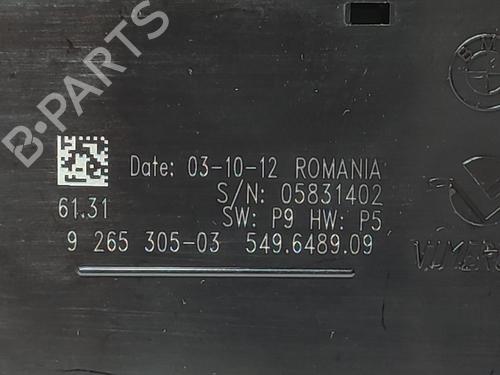 B-PARTS
BMW
Date: 03-10-12 ROMANIA
S/N: 05831402
61.31
SW: P9 HW: P5
9 265 305-03 549.6489.09